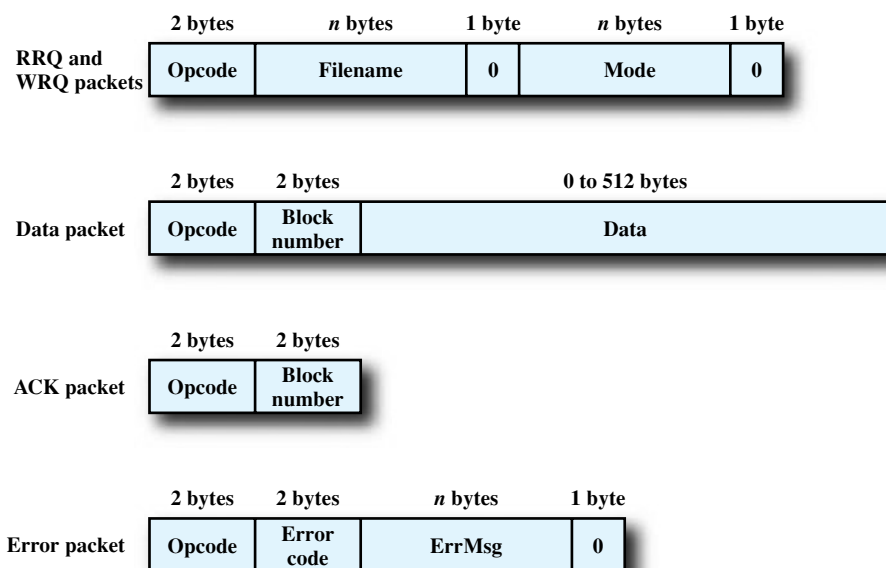 2 bytes n bytes 1 byte n bytes 1 byte
RRQ and
WRQ packets
Opcode Filename 0 Mode 0
2 bytes 2 bytes 0 to 512 bytes
Data packet Opcode Block number Data
2 bytes 2 bytes
ACK packet Opcode Block number
2 bytes 2 bytes n bytes 1 byte
Error packet Opcode Error code ErrMsg 0